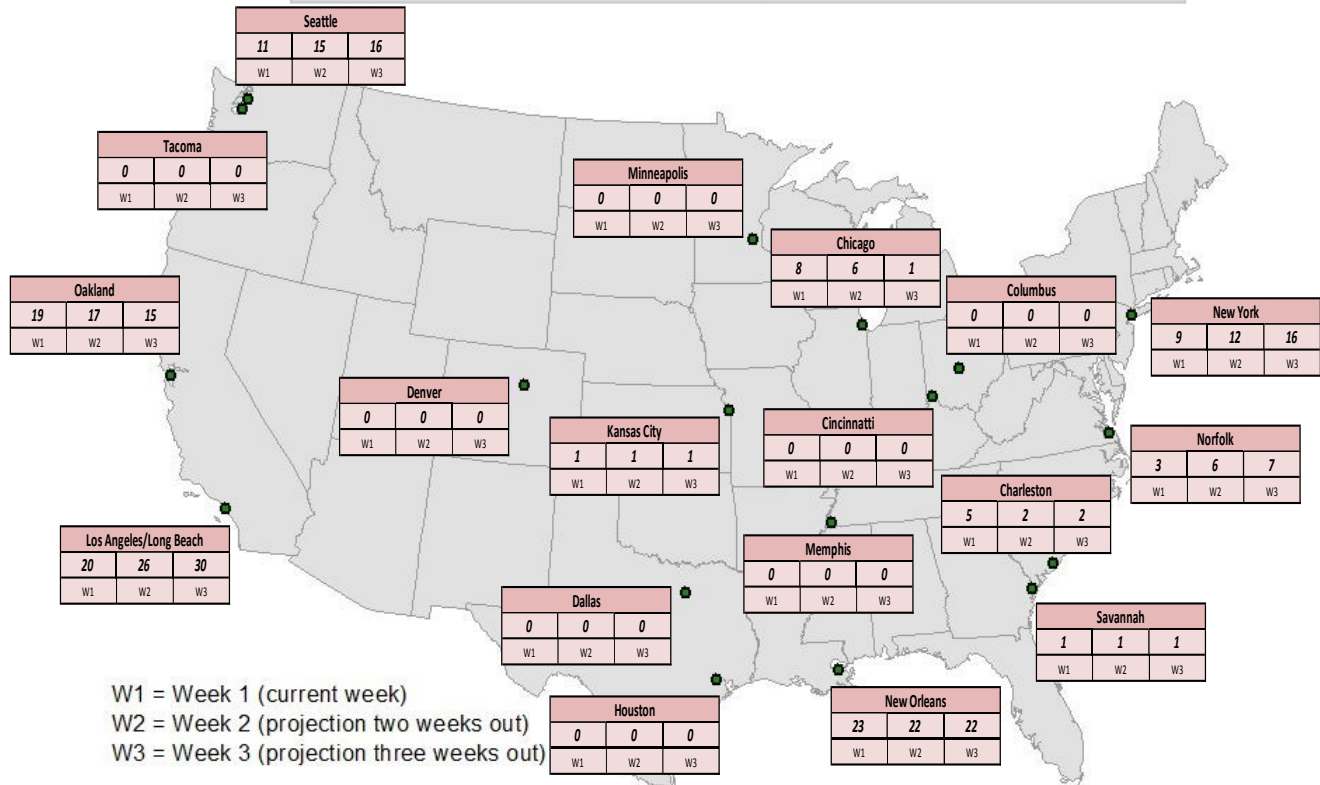 Seattle
11 15 16
W1 W2 W3
Tacoma
0 0 0
W1 W2 W3
Minneapolis
0 0 0
W1 W2 W3
Chicago
8 6 1
W1 W2 W3
Oakland
19 17 15
W1 W2 W3
Columbus
0 0 0
W1 W2 W3
New York
9 12 16
W1 W2 W3
Denver
0 0 0
W1 W2 W3
Kansas City
1 1 1
W1 W2 W3
Cincinnatti
0 0 0
W1 W2 W3
Norfolk
3 6 7
W1 W2 W3
Charleston
5 2 2
W1 W2 W3
Los Angeles/Long Beach
20 26 30
W1 W2 W3
Memphis
0 0 0
W1 W2 W3
Dallas
0 0 0
W1 W2 W3
Savannah
1 1 1
W1 W2 W3
New Orleans
23 22 22
W1 W2 W3
Houston
0 0 0
W1 W2 W3
W1 = Week 1 (current week)
W2 = Week 2 (projection two weeks out)
W3 = Week 3 (projection three weeks out)